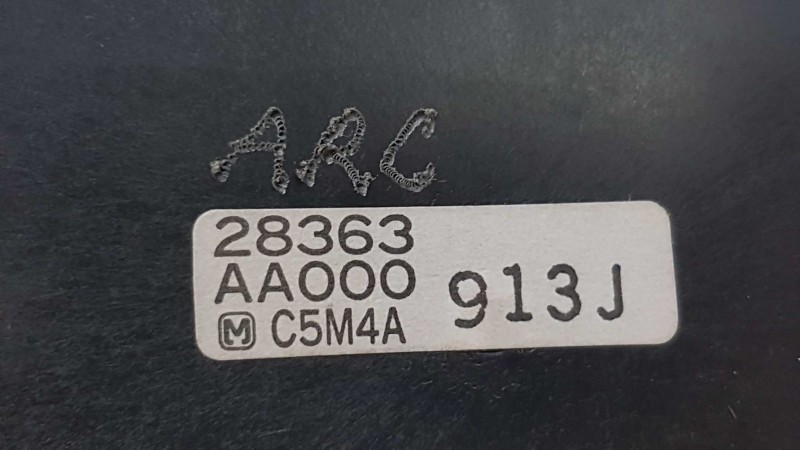 ARC
28363
AA000
M C5M4A
913J